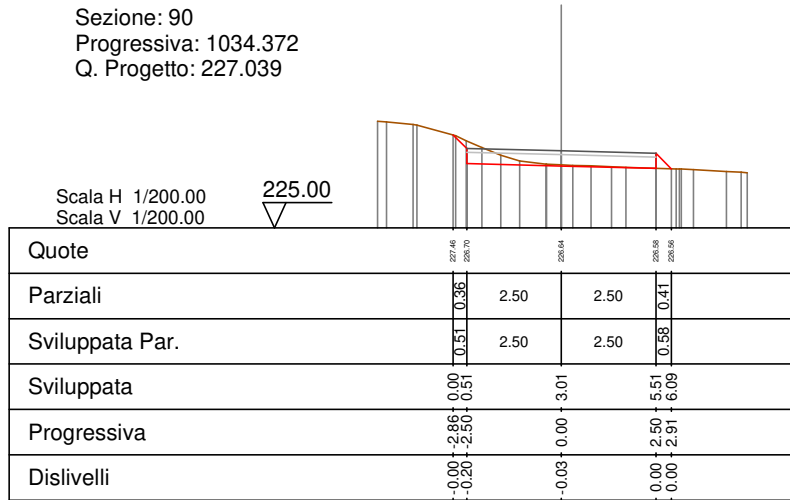 Sezione: 90
Progressiva: 1034.372
Q. Progetto: 227.039
Scala H 1/200.00
Scala V 1/200.00
225.00
Quote 227.46 226.70 226.64 226.58 226.56
Parziali 0.36 2.50 2.50 0.41
Sviluppata Par. 0.51 2.50 2.50 0.58
Sviluppata 0.00 0.51 3.01 5.51 6.09
Progressiva -2.86 -2.50 0.00 2.50 2.91
Dislivelli -0.00 -0.20 -0.03 0.00 0.00